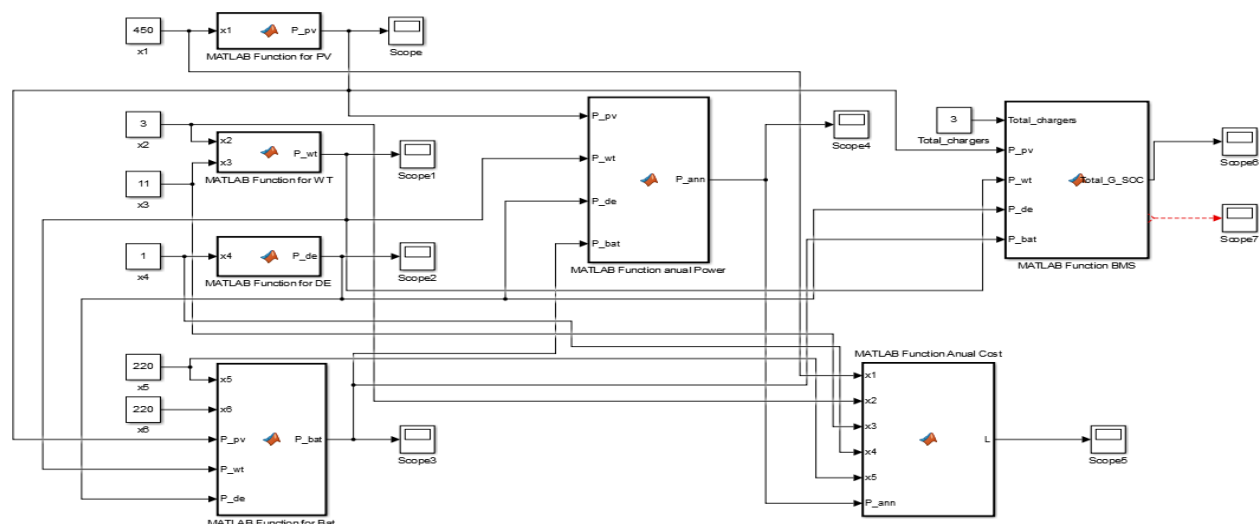 450
x1
x1
P_pv
MATLAB Function for PV
Scope
3
x2
x2
x3
P_wt
MATLAB Function for WT
Scope1
11
x3
1
x4
x4
P_de
MATLAB Function for DE
Scope2
220
x5
220
x6
x5
x6
P_pv
P_wt
P_de
P_bat
MATLAB Function for Bat
Scope3
P_pv
P_wt
P_de
P_bat
P_ann
MATLAB Function anual Power
Scope4
3
Total_chargers
Total_chargers
P_pv
P_wt
P_de
P_bat
Total_G_SOC
MATLAB Function BMS
Scope6
Scope7
MATLAB Function Anual Cost
x1
x2
x3
x4
x5
P_ann
L
Scope5